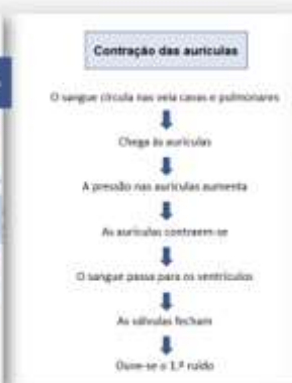 Contração das aurículas
O sangue circula nas veia cavas e pulmonares
Chega às aurículas
A pressão nas aurículas aumenta
As aurículas contraem-se
O sangue passa para os ventrículos
As válvulas fecham
Ouve-se o 1.º ruído